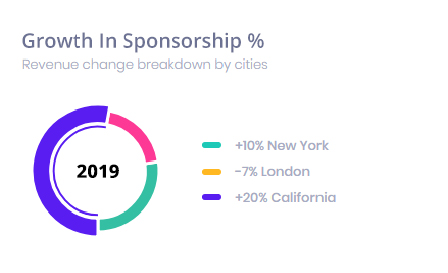 Growth In Sponsorship %
Revenue change breakdown by cities
2019
+10% New York
-7% London
+20% California